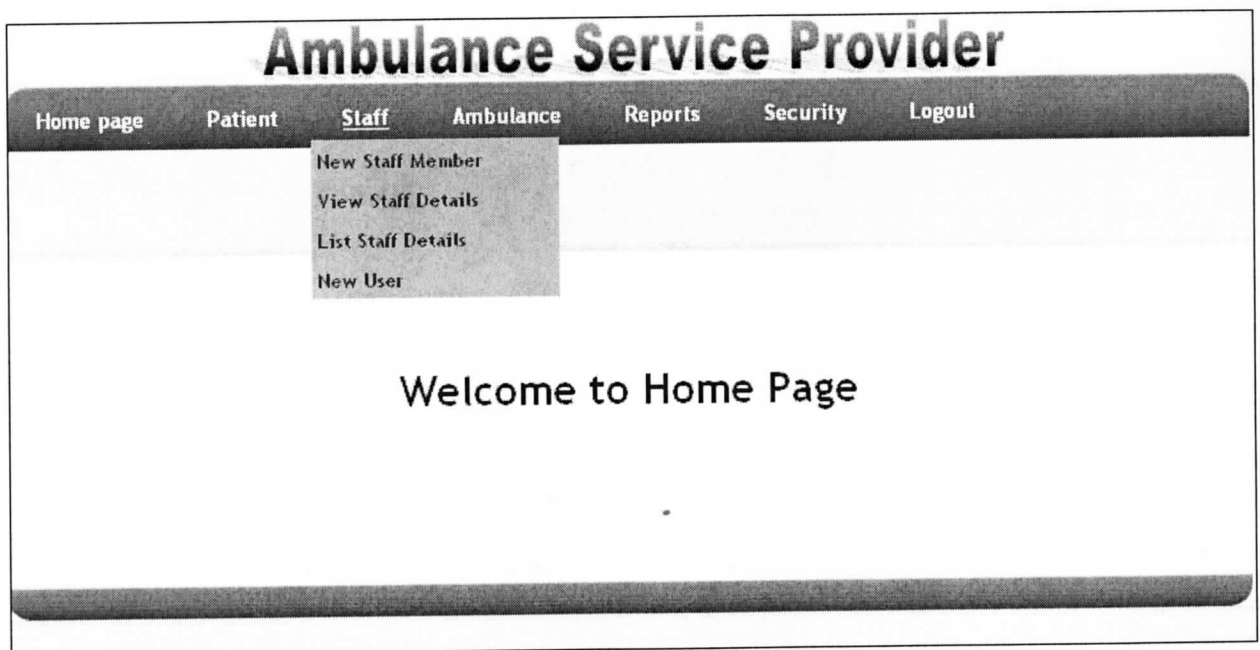 Ambulance Service Provider
Home page Patient Staff Ambulance Reports Security Logout
New Staff Member
View Staff Details
List Staff Details
New User
Welcome to Home Page